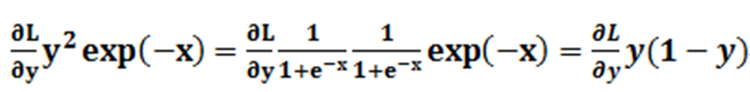 ∂L/∂y y² exp(−x) = ∂L/∂y 1/(1+e⁻ˣ) 1/(1+e⁻ˣ) exp(−x) = ∂L/∂y y(1 − y)